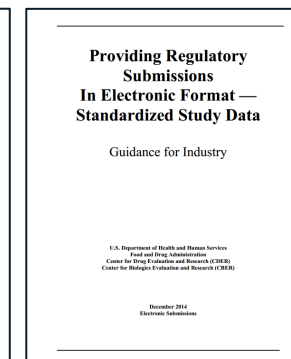 Providing Regulatory
Submissions
In Electronic Format —
Standardized Study Data
Guidance for Industry
U.S. Department of Health and Human Services
Food and Drug Administration
Center for Drug Evaluation and Research (CDER)
Center for Biologics Evaluation and Research (CBER)
December 2014
Electronic Submissions